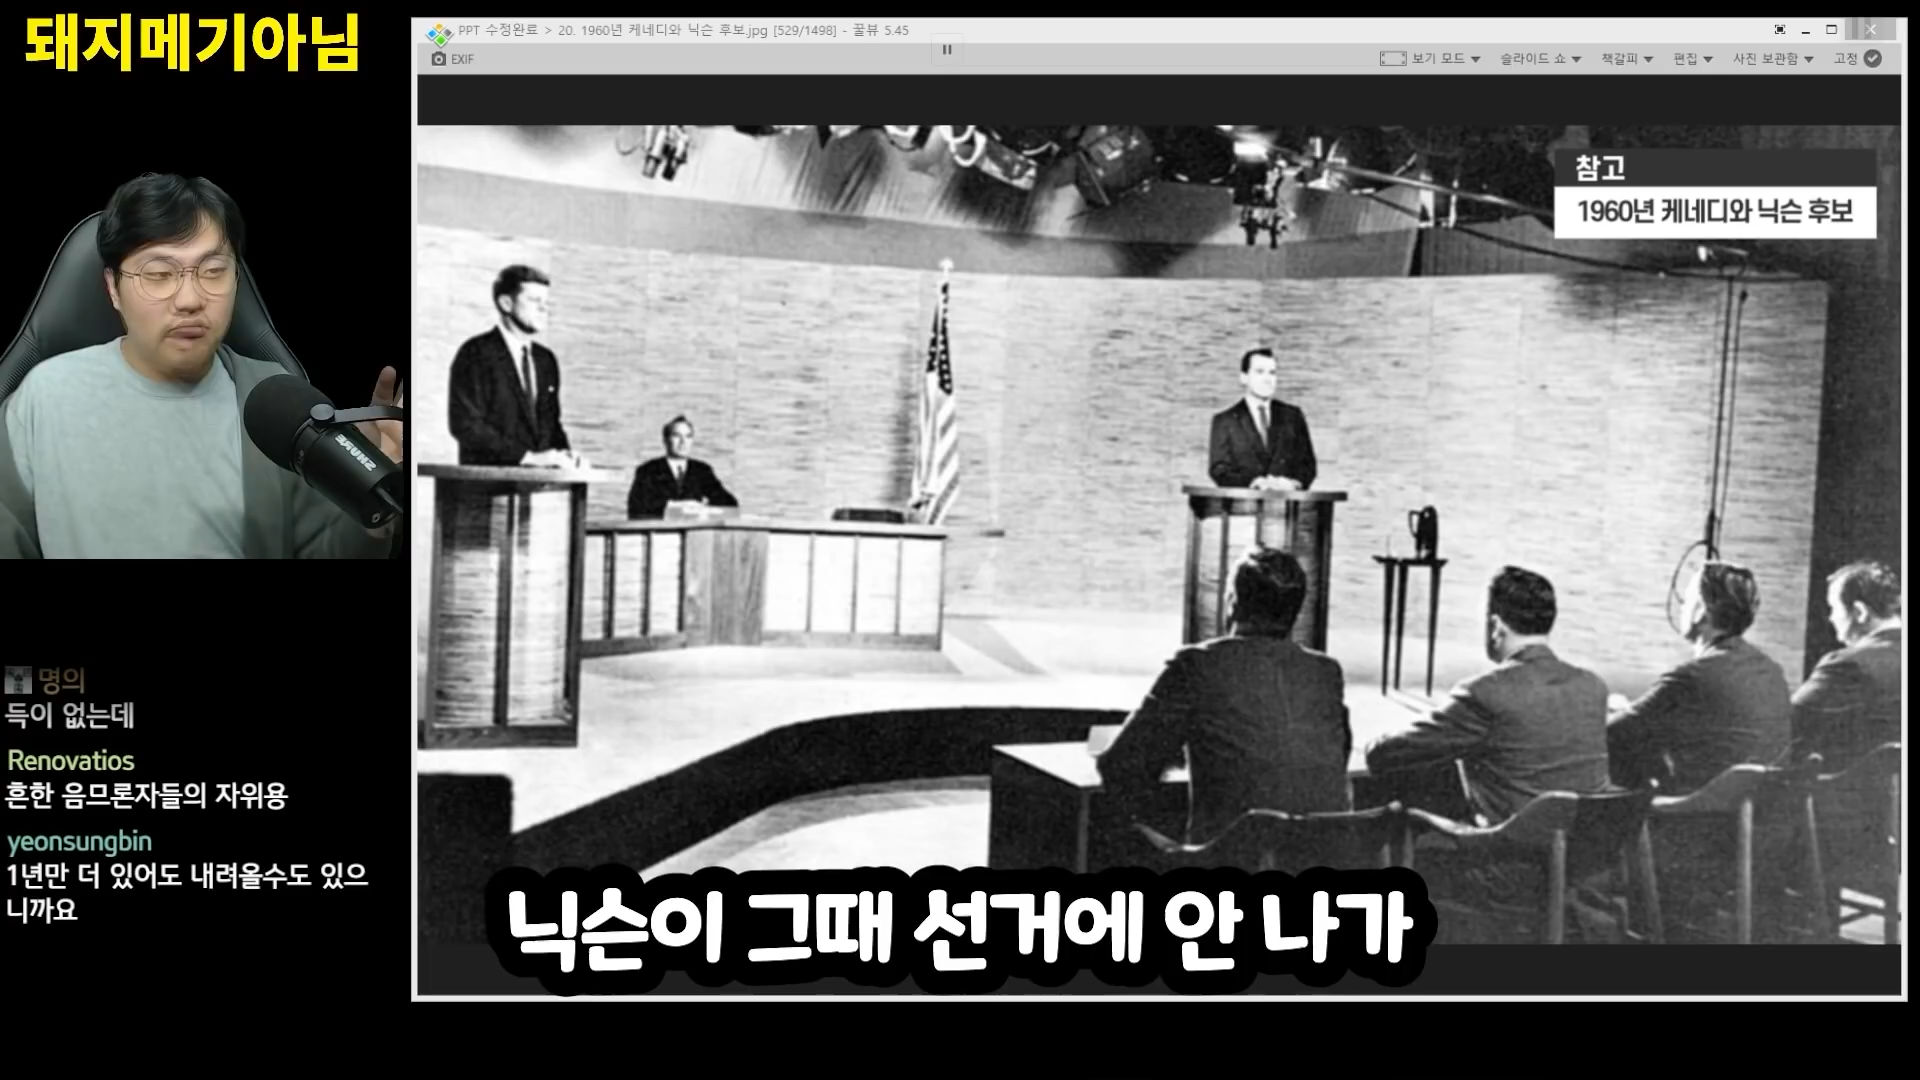 돼지메기아님
PPT 수정완료 > 20. 1960년 케네디와 닉슨 후보.jpg [529/1498] - 꿀뷰 5.45
EXIF
보기 모드
슬라이드 쇼
책갈피
편집
사진 보관함
고정
참고
1960년 케네디와 닉슨 후보
SHURE
명의
득이 없는데
Renovatios
흔한 음므론자들의 자위용
yeonsungbin
1년만 더 있어도 내려올수도 있으
니까요
닉슨이 그때 선거에 안 나가